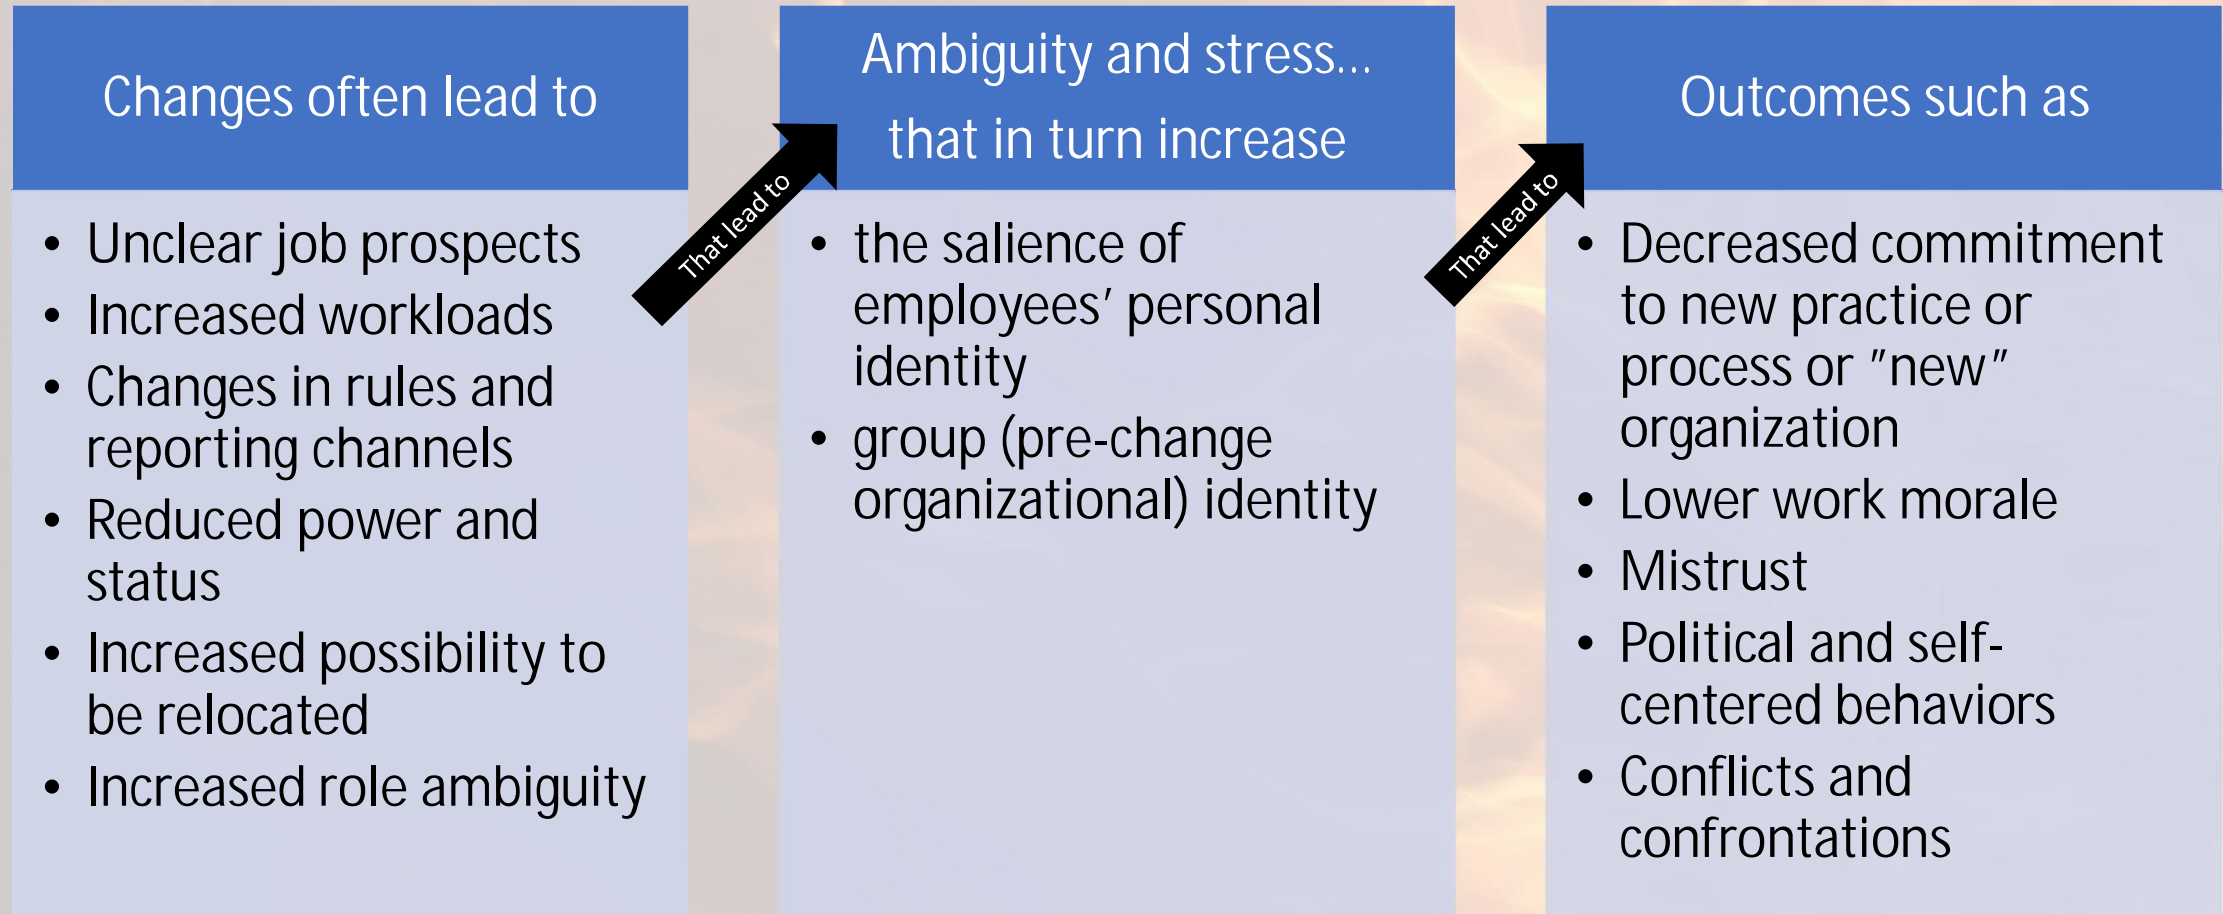 Changes often lead to
• Unclear job prospects
• Increased workloads
• Changes in rules and
reporting channels
• Reduced power and
status
• Increased possibility to
be relocated
• Increased role ambiguity
That lead to
Ambiguity and stress...
that in turn increase
• the salience of
employees’ personal
identity
• group (pre-change
organizational) identity
That lead to
Outcomes such as
• Decreased commitment
to new practice or
process or ”new”
organization
• Lower work morale
• Mistrust
• Political and self-
centered behaviors
• Conflicts and
confrontations